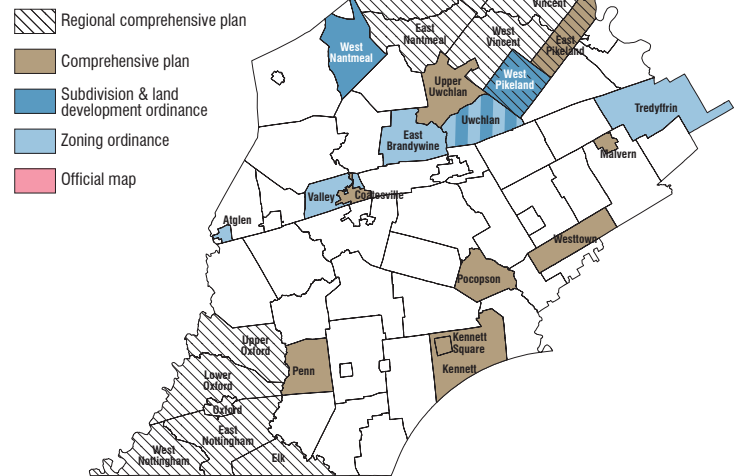 Regional comprehensive plan
Comprehensive plan
Subdivision & land
development ordinance
Zoning ordinance
Official map
Vincent
East
Nantmeal
West
Vincent
East
Pikeland
West
Nantmeal
West
Pikeland
Upper
Uwchlan
Uwchlan
Tredyffrin
East
Brandywine
Malvern
Valley
Coatesville
Atglen
Westtown
Pocopson
Kennett
Square
Kennett
Upper
Oxford
Penn
Lower
Oxford
Oxford
East
Nottingham
West
Nottingham
Elk